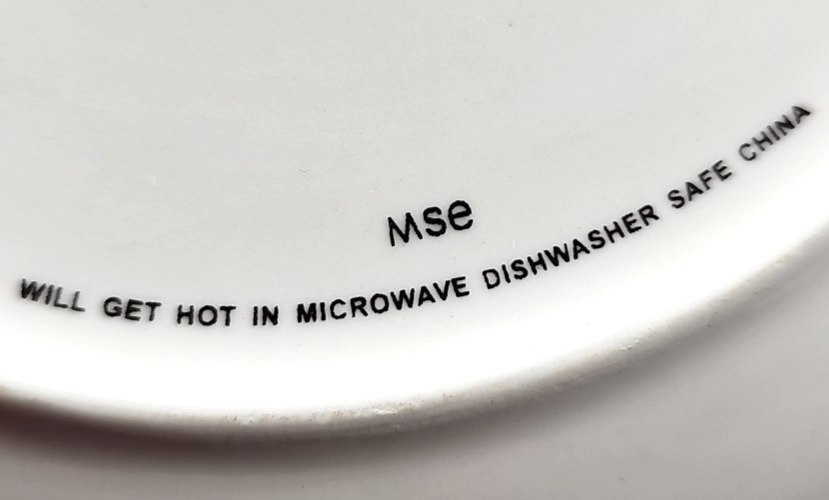 Mse
WILL GET HOT IN MICROWAVE DISHWASHER SAFE CHINA